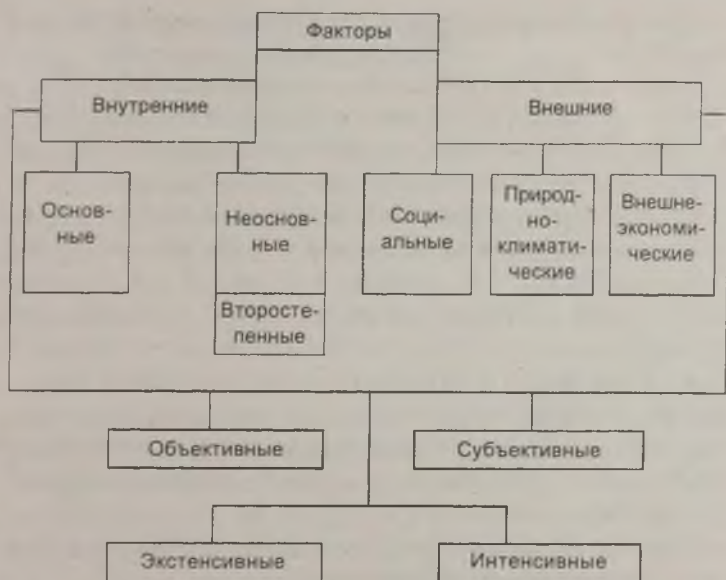 Факторы
Внутренние
Внешние
Основ-
ные
Неоснов-
ные
Второсте-
пенные
Соци-
альные
Природ-
но-
климати-
ческие
Внешне-
экономи-
ческие
Объективные
Субъективные
Экстенсивные
Интенсивные